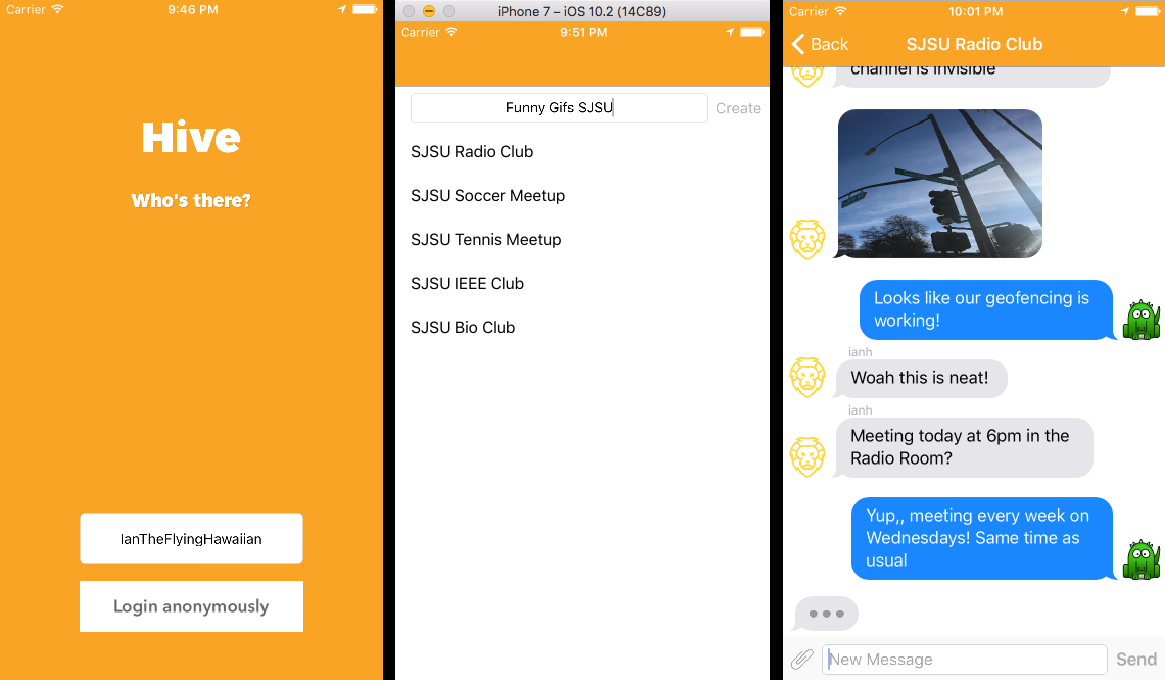 Carrier 9:46 PM
Hive
Who's there?
IanTheFlyingHawaiian
Login anonymously
iPhone 7 – iOS 10.2 (14C89)
Carrier 9:51 PM
Funny Gifs SJSU Create
SJSU Radio Club
SJSU Soccer Meetup
SJSU Tennis Meetup
SJSU IEEE Club
SJSU Bio Club
Carrier 10:01 PM
Back SJSU Radio Club
channel is invisible
Looks like our geofencing is
working!
ianh
Woah this is neat!
ianh
Meeting today at 6pm in the
Radio Room?
Yup,, meeting every week on
Wednesdays! Same time as
usual
New Message Send